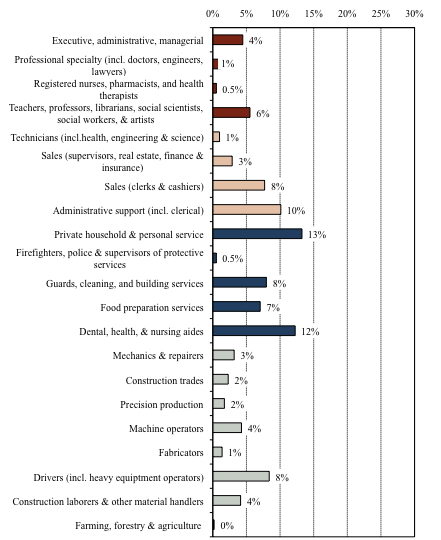 0% 5% 10% 15% 20% 25% 30%
Executive, administrative, managerial 4%
Professional specialty (incl. doctors, engineers,
lawyers) 1%
Registered nurses, pharmacists, and health
therapists 0.5%
Teachers, professors, librarians, social scientists,
social workers, & artists 6%
Technicians (incl.health, engineering & science) 1%
Sales (supervisors, real estate, finance &
insurance) 3%
Sales (clerks & cashiers) 8%
Administrative support (incl. clerical) 10%
Private household & personal service 13%
Firefighters, police & supervisors of protective
services 0.5%
Guards, cleaning, and building services 8%
Food preparation services 7%
Dental, health, & nursing aides 12%
Mechanics & repairers 3%
Construction trades 2%
Precision production 2%
Machine operators 4%
Fabricators 1%
Drivers (incl. heavy equiptment operators) 8%
Construction laborers & other material handlers 4%
Farming, forestry & agriculture 0%